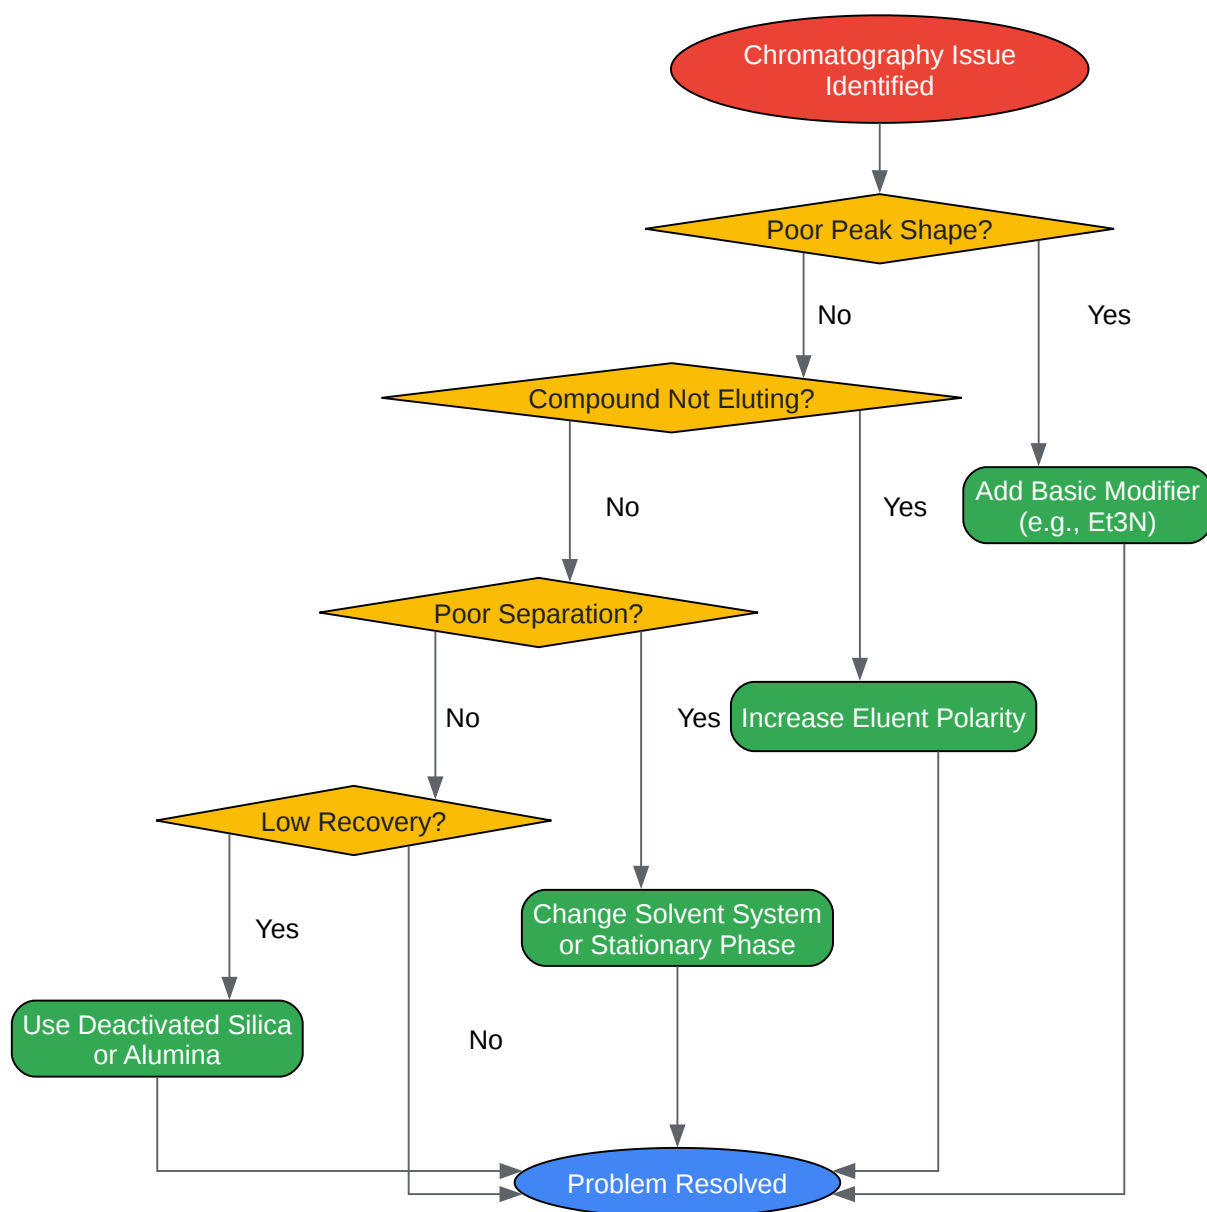 Chromatography Issue
Identified
Poor Peak Shape?
No
Yes
Compound Not Eluting?
Add Basic Modifier
(e.g., Et3N)
No
Yes
Poor Separation?
Increase Eluent Polarity
No
Yes
Low Recovery?
Change Solvent System
or Stationary Phase
Yes
Use Deactivated Silica
or Alumina
No
Problem Resolved